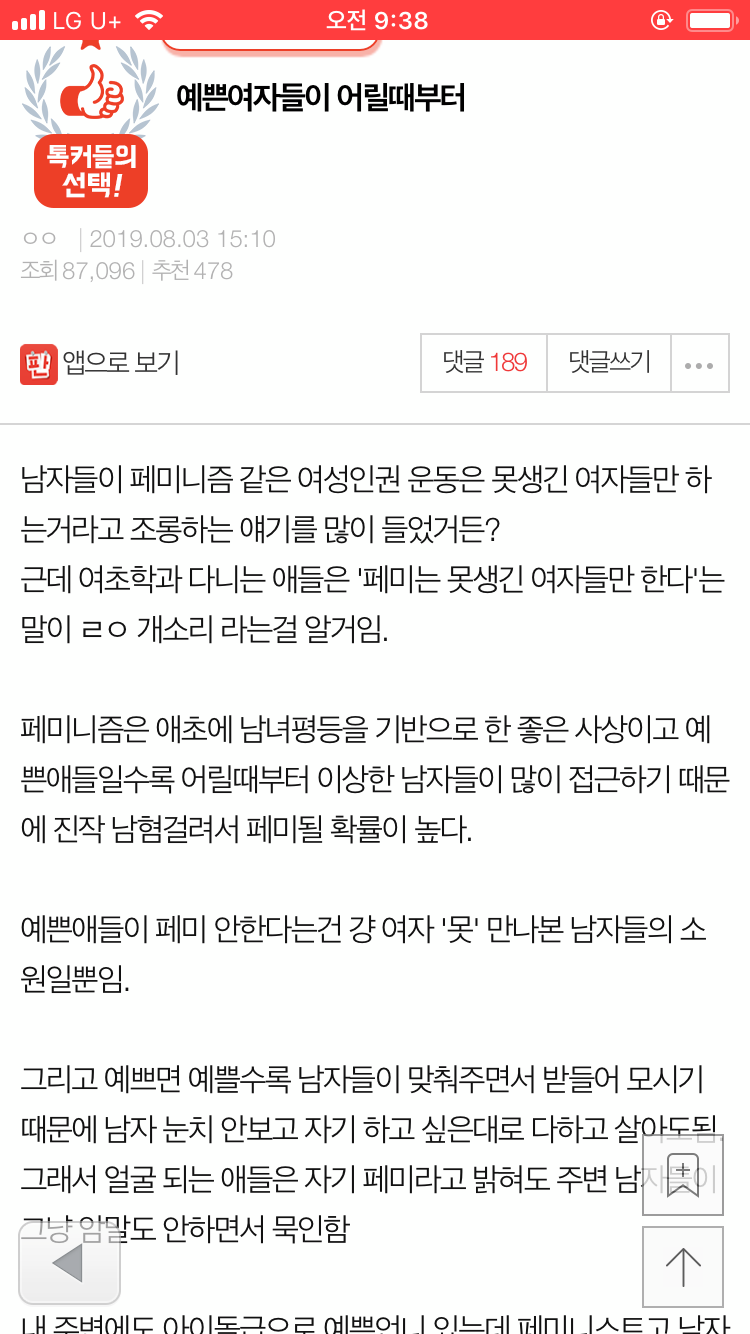 LG U+ 오전 9:38
예쁜여자들이 어릴때부터
톡커들의
선택!
ㅇㅇ | 2019.08.03 15:10
조회 87,096 | 추천 478
판 앱으로 보기 댓글 189 댓글쓰기
남자들이 페미니즘 같은 여성인권 운동은 못생긴 여자들만 하
는거라고 조롱하는 얘기를 많이 들었거든?
근데 여초학과 다니는 애들은 '페미는 못생긴 여자들만 한다'는
말이 ㄹㅇ 개소리 라는걸 알거임.
페미니즘은 애초에 남녀평등을 기반으로 한 좋은 사상이고 예
쁜애들일수록 어릴때부터 이상한 남자들이 많이 접근하기 때문
에 진작 남혐걸려서 페미될 확률이 높다.
예쁜애들이 페미 안한다는건 걍 여자 '못' 만나본 남자들의 소
원일뿐임.
그리고 예쁘면 예쁠수록 남자들이 맞춰주면서 받들어 모시기
때문에 남자 눈치 안보고 자기 하고 싶은대로 다하고 살아도됨.
그래서 얼굴 되는 애들은 자기 페미라고 밝혀도 주변 남자들이
그냥 암말도 안하면서 묵인함
내 주변에도 아이돌급으로 예쁜언니 있는데 페미니스트고 남자